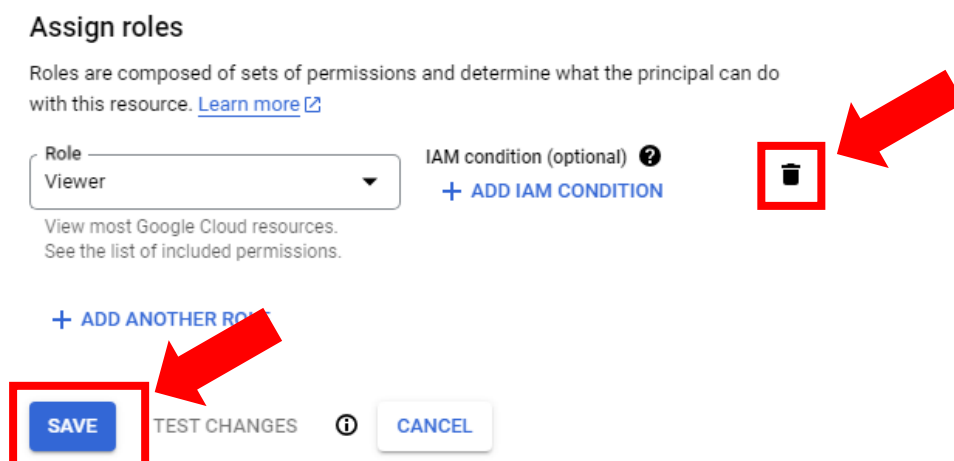 Assign roles
Roles are composed of sets of permissions and determine what the principal can do
with this resource. Learn more
Role
Viewer
IAM condition (optional) ?
+ ADD IAM CONDITION
View most Google Cloud resources.
See the list of included permissions.
+ ADD ANOTHER ROLE
SAVE
TEST CHANGES
CANCEL